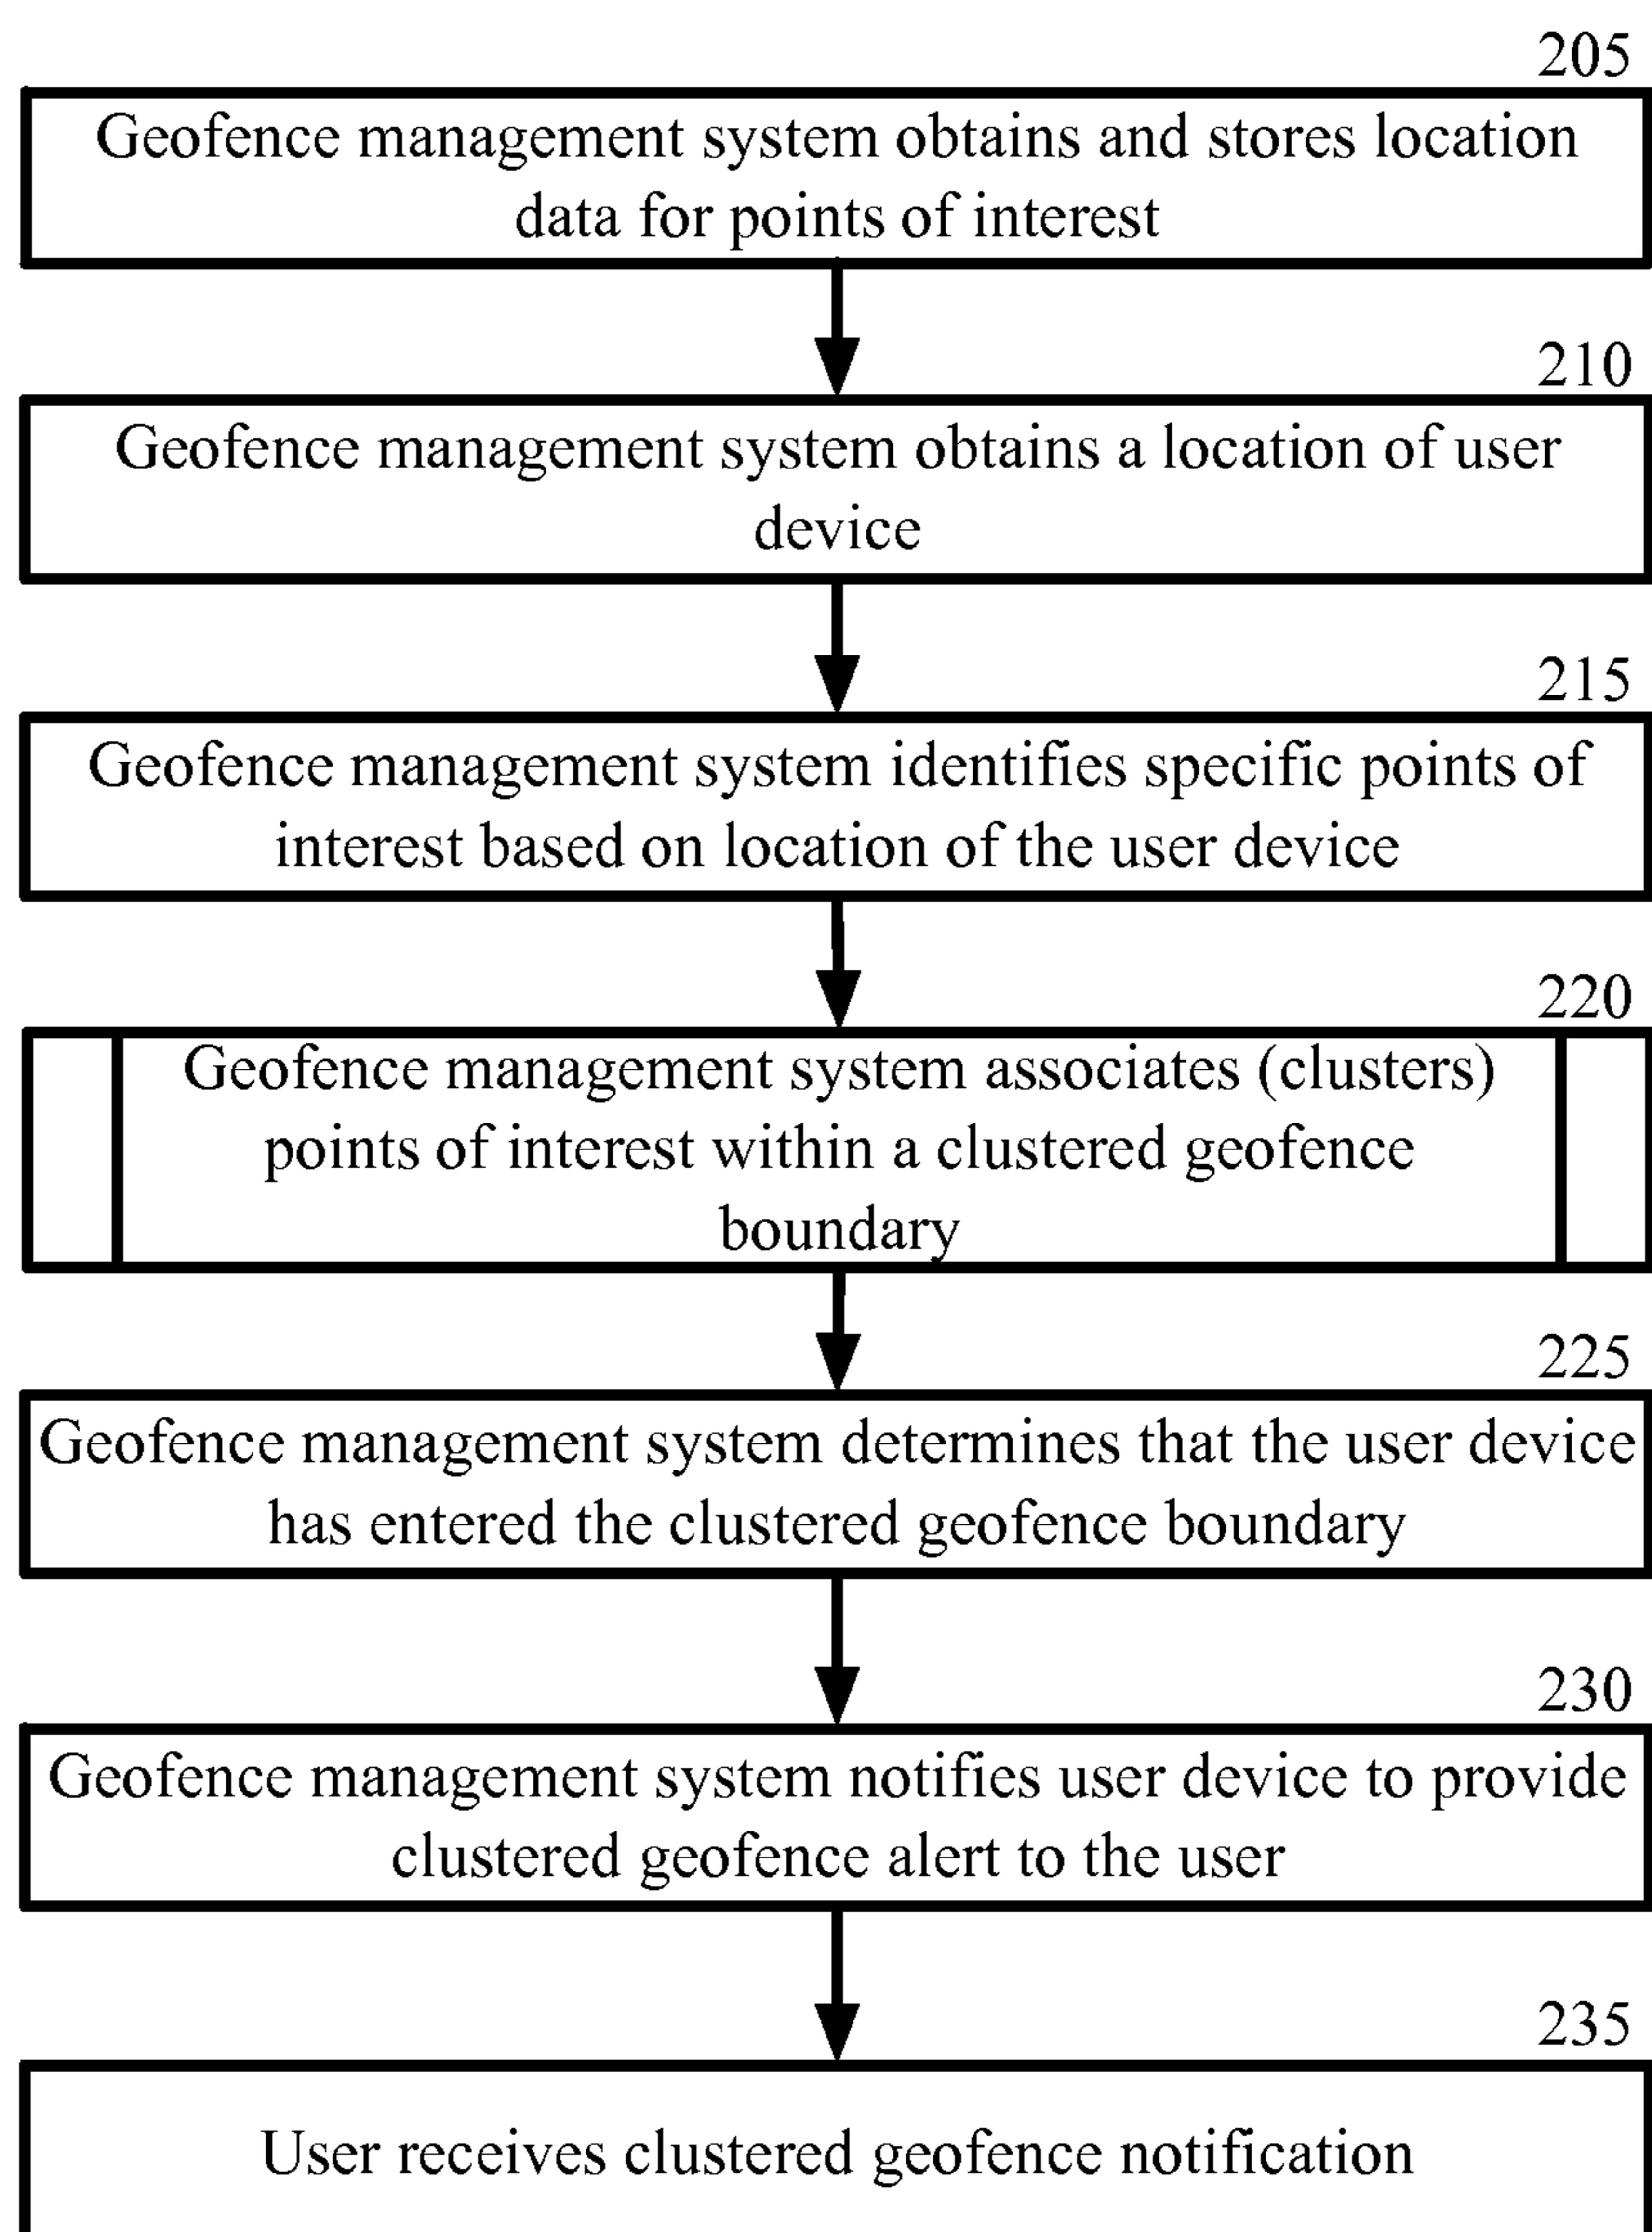 205
Geofence management system obtains and stores location
data for points of interest
210
Geofence management system obtains a location of user
device
215
Geofence management system identifies specific points of
interest based on location of the user device
220
Geofence management system associates (clusters)
points of interest within a clustered geofence
boundary
225
Geofence management system determines that the user device
has entered the clustered geofence boundary
230
Geofence management system notifies user device to provide
clustered geofence alert to the user
235
User receives clustered geofence notification